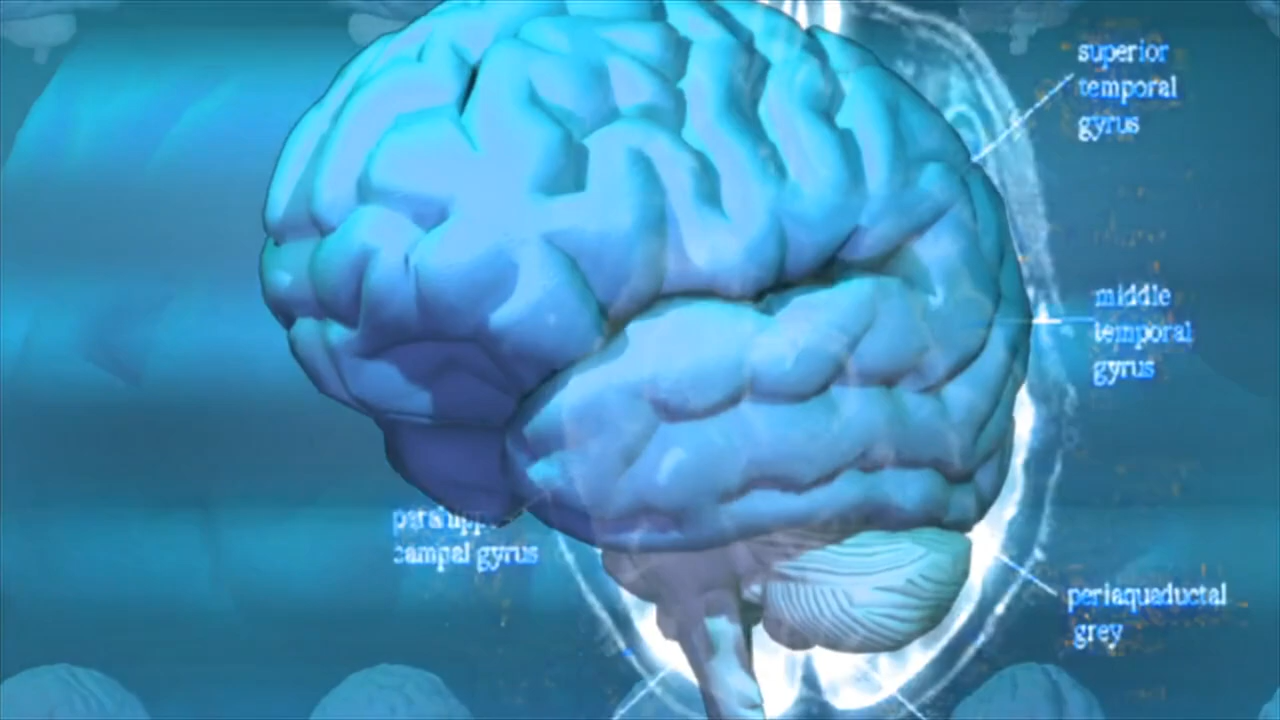 superior
temporal
gyrus
middle
temporal
gyrus
campal gyrus
periaquaductal
grey